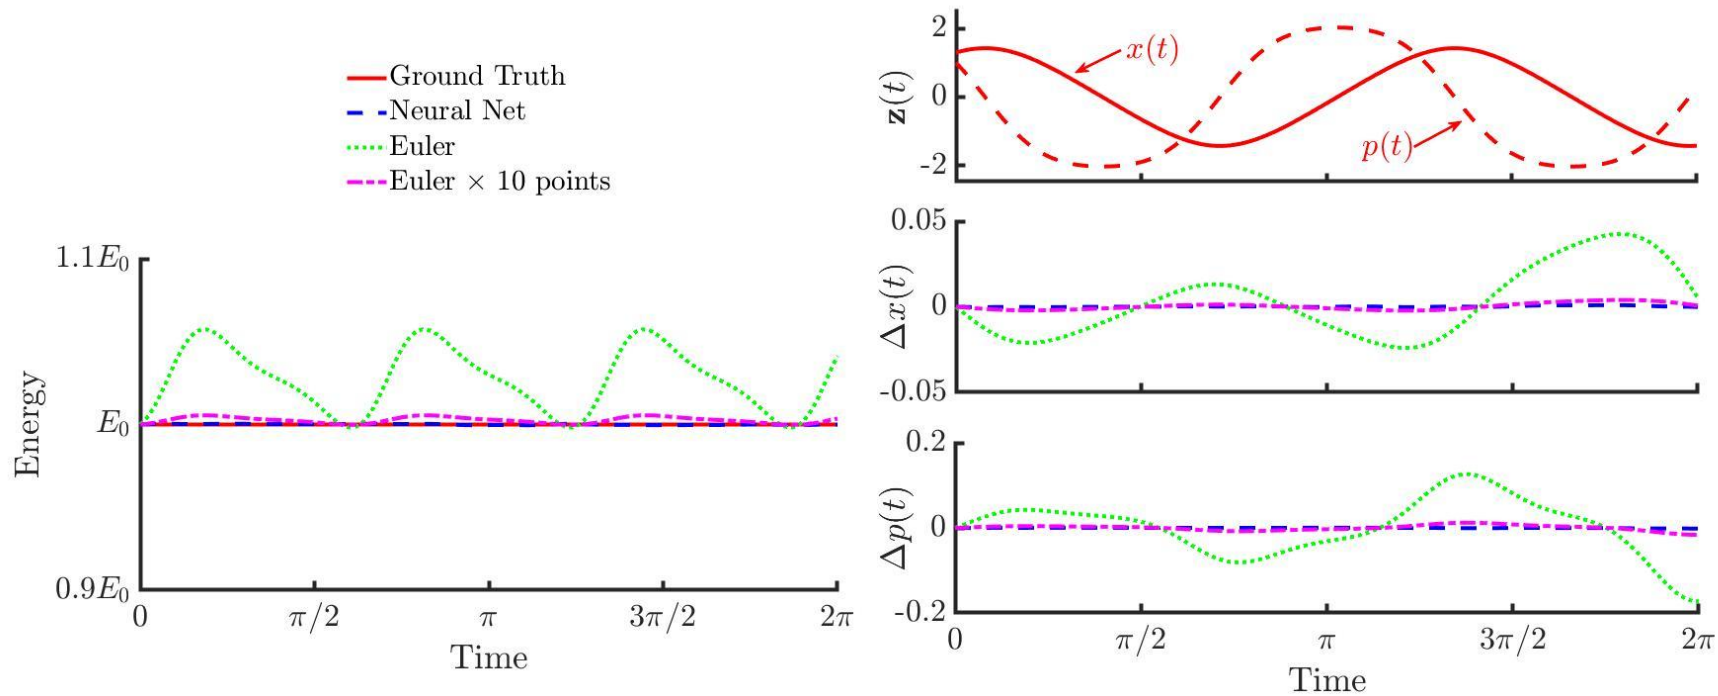 Ground Truth
Neural Net
Euler
Euler × 10 points
1.1E₀
E₀
0.9E₀
Energy
0 π/2 π 3π/2 2π
Time
2
0
-2
z(t)
x(t)
p(t)
0.05
0
-0.05
Δx(t)
0.2
0
-0.2
Δp(t)
0 π/2 π 3π/2 2π
Time